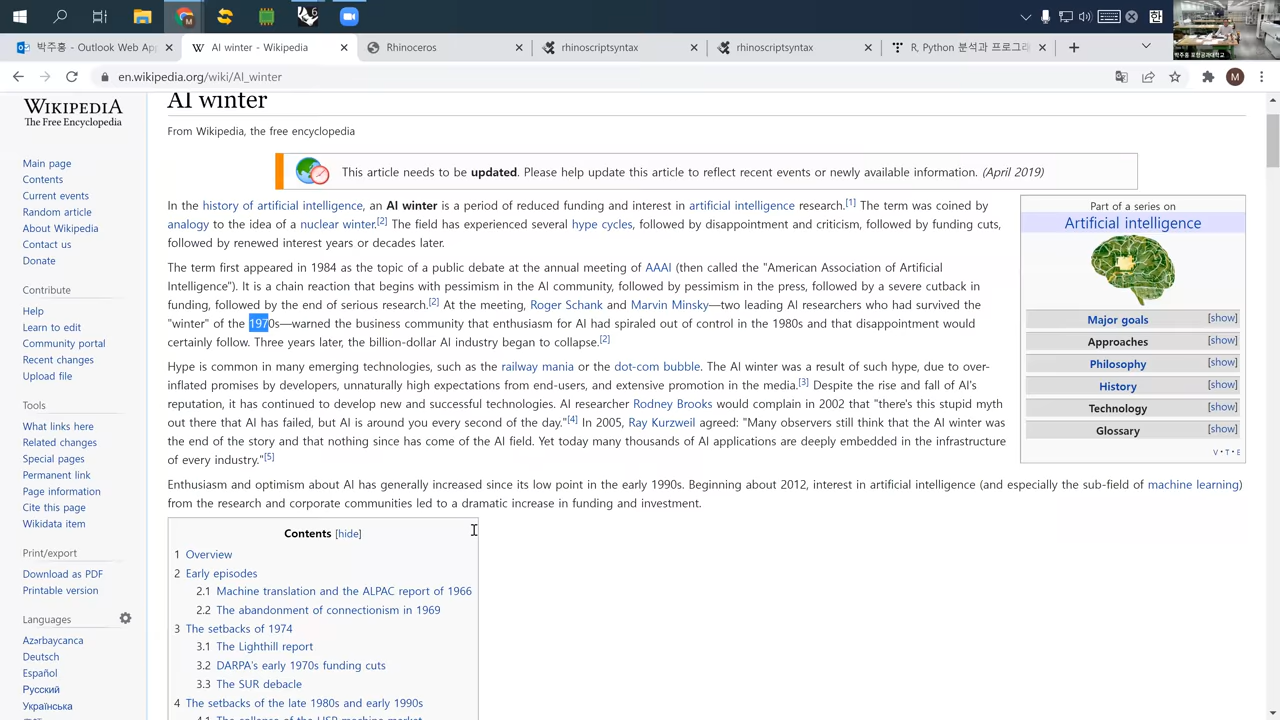 6
박주홍 - Outlook Web App
AI winter - Wikipedia
Rhinoceros
rhinoscriptsyntax
rhinoscriptsyntax
R, Python 분석과 프로그래
en.wikipedia.org/wiki/AI_winter
M
WIKIPEDIA
The Free Encyclopedia
Main page
Contents
Current events
Random article
About Wikipedia
Contact us
Donate
Contribute
Help
Learn to edit
Community portal
Recent changes
Upload file
Tools
What links here
Related changes
Special pages
Permanent link
Page information
Cite this page
Wikidata item
Print/export
Download as PDF
Printable version
Languages
Azərbaycanca
Deutsch
Español
Русский
Українська
AI winter
From Wikipedia, the free encyclopedia
This article needs to be updated. Please help update this article to reflect recent events or newly available information. (April 2019)
In the history of artificial intelligence, an AI winter is a period of reduced funding and interest in artificial intelligence research.[1] The term was coined by
analogy to the idea of a nuclear winter.[2] The field has experienced several hype cycles, followed by disappointment and criticism, followed by funding cuts,
followed by renewed interest years or decades later.
The term first appeared in 1984 as the topic of a public debate at the annual meeting of AAAI (then called the "American Association of Artificial
Intelligence"). It is a chain reaction that begins with pessimism in the AI community, followed by pessimism in the press, followed by a severe cutback in
funding, followed by the end of serious research.[2] At the meeting, Roger Schank and Marvin Minsky—two leading AI researchers who had survived the
"winter" of the 1970s—warned the business community that enthusiasm for AI had spiraled out of control in the 1980s and that disappointment would
certainly follow. Three years later, the billion-dollar AI industry began to collapse.[2]
Hype is common in many emerging technologies, such as the railway mania or the dot-com bubble. The AI winter was a result of such hype, due to over-
inflated promises by developers, unnaturally high expectations from end-users, and extensive promotion in the media.[3] Despite the rise and fall of AI's
reputation, it has continued to develop new and successful technologies. AI researcher Rodney Brooks would complain in 2002 that "there's this stupid myth
out there that AI has failed, but AI is around you every second of the day."[4] In 2005, Ray Kurzweil agreed: "Many observers still think that the AI winter was
the end of the story and that nothing since has come of the AI field. Yet today many thousands of AI applications are deeply embedded in the infrastructure
of every industry."[5]
Enthusiasm and optimism about AI has generally increased since its low point in the early 1990s. Beginning about 2012, interest in artificial intelligence (and especially the sub-field of machine learning)
from the research and corporate communities led to a dramatic increase in funding and investment.
Part of a series on
Artificial intelligence
Major goals [show]
Approaches [show]
Philosophy [show]
History [show]
Technology [show]
Glossary [show]
V • T • E
Contents [hide]
1 Overview
2 Early episodes
2.1 Machine translation and the ALPAC report of 1966
2.2 The abandonment of connectionism in 1969
3 The setbacks of 1974
3.1 The Lighthill report
3.2 DARPA's early 1970s funding cuts
3.3 The SUR debacle
4 The setbacks of the late 1980s and early 1990s
4.1 The collapse of the LISP machine market